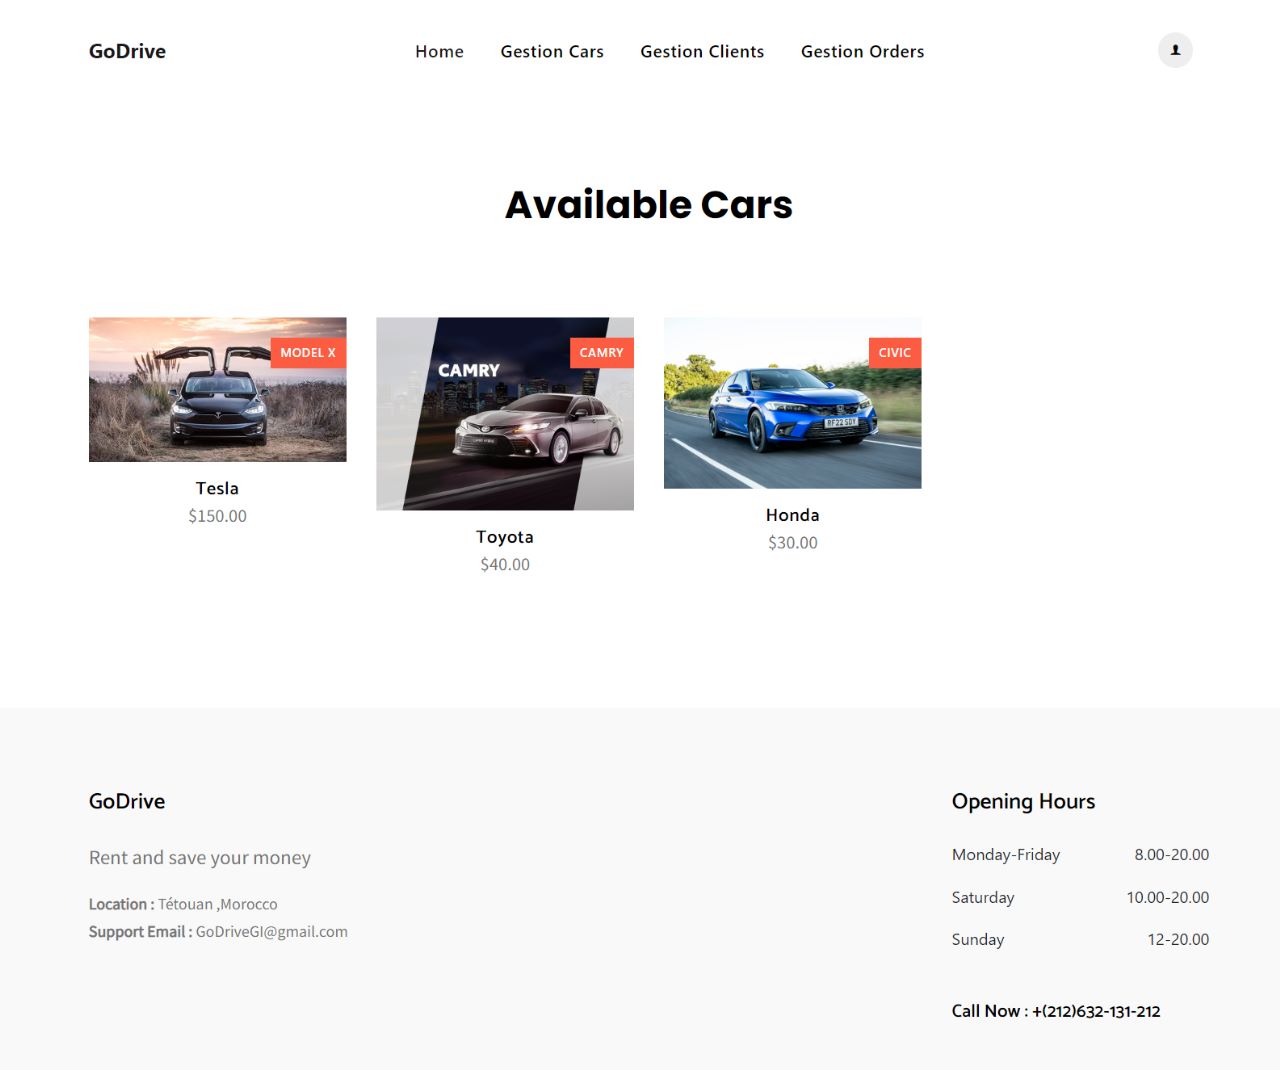 GoDrive
Home Gestion Cars Gestion Clients Gestion Orders
Available Cars
MODEL X
Tesla
$150.00
CAMRY
CAMRY
Toyota
$40.00
CIVIC
RF22 SDY
Honda
$30.00
GoDrive
Rent and save your money
Location : Tétouan ,Morocco
Support Email : GoDriveGI@gmail.com
Opening Hours
Monday-Friday 8.00-20.00
Saturday 10.00-20.00
Sunday 12-20.00
Call Now : +(212)632-131-212